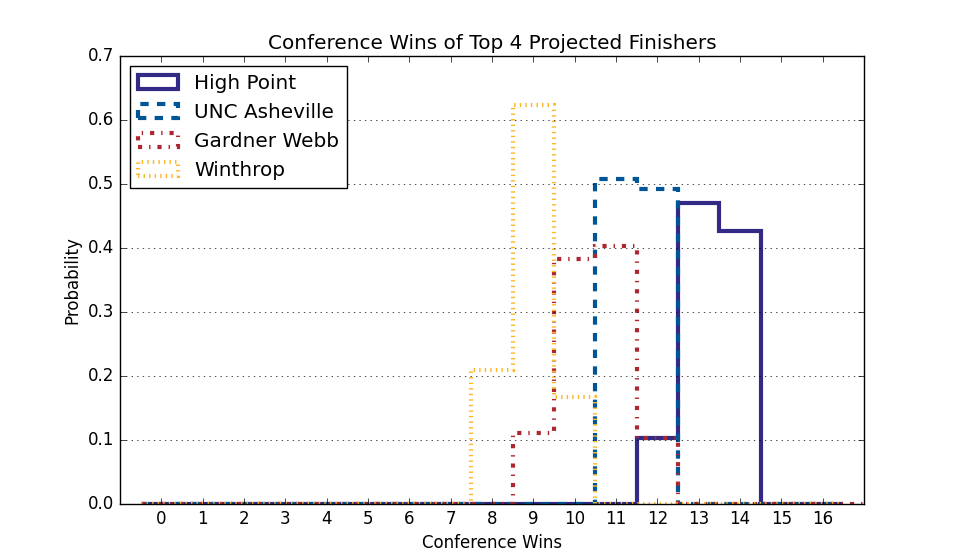 Conference Wins of Top 4 Projected Finishers
0.7
0.6
0.5
0.4
0.3
0.2
0.1
0.0
Probability
High Point
UNC Asheville
Gardner Webb
Winthrop
0 1 2 3 4 5 6 7 8 9 10 11 12 13 14 15 16
Conference Wins